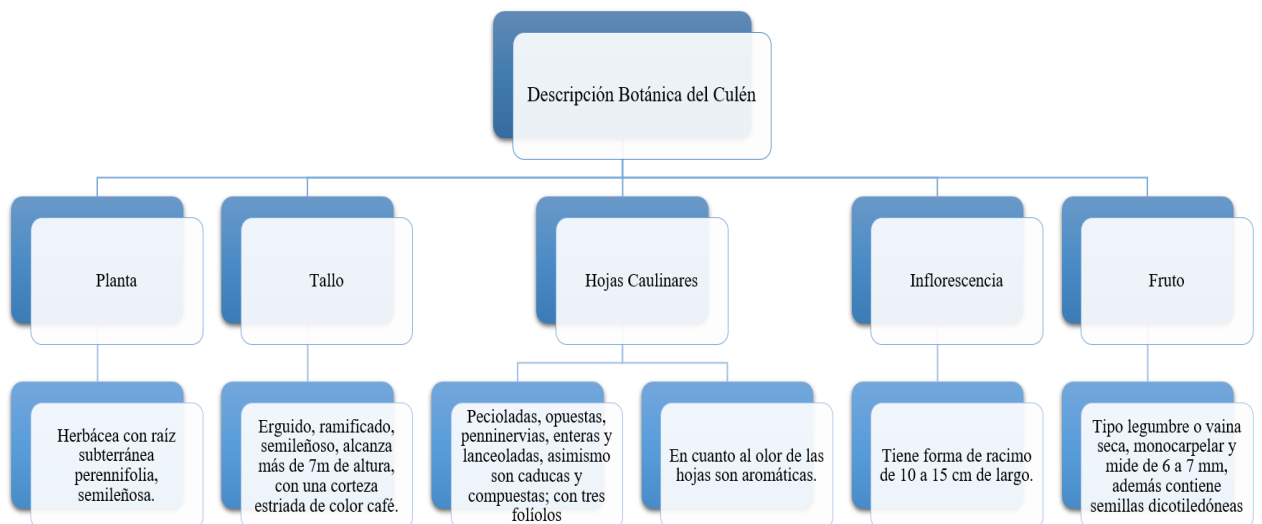 Descripción Botánica del Culén
Planta
Tallo
Hojas Caulinares
Inflorescencia
Fruto
Herbácea con raíz
subterránea
perennifolia,
semileñosa.
Erguido, ramificado,
semileñoso, alcanza
más de 7m de altura,
con una corteza
estriada de color café.
Pecioladas, opuestas,
penninervias, enteras y
lanceoladas, asimismo
son caducas y
compuestas; con tres
folíolos
En cuanto al olor de las
hojas son aromáticas.
Tiene forma de racimo
de 10 a 15 cm de largo.
Tipo legumbre o vaina
seca, monocarpelar y
mide de 6 a 7 mm,
además contiene
semillas dicotiledóneas